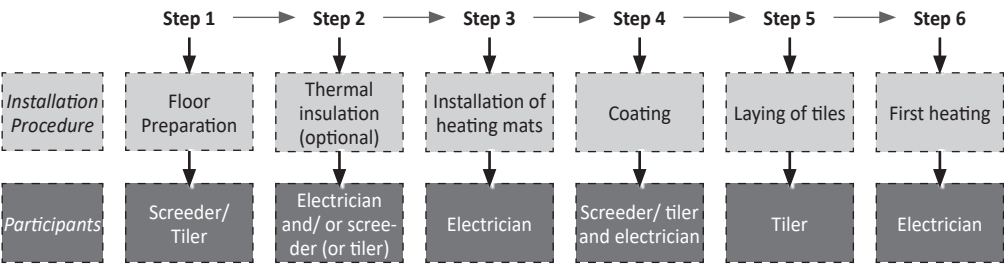 Step 1
Step 2
Step 3
Step 4
Step 5
Step 6
Installation
Procedure
Floor
Preparation
Thermal
insulation
(optional)
Installation of
heating mats
Coating
Laying of tiles
First heating
Participants
Screeder/
Tiler
Electrician
and/ or scree-
der (or tiler)
Electrician
Screeder/ tiler
and electrician
Tiler
Electrician